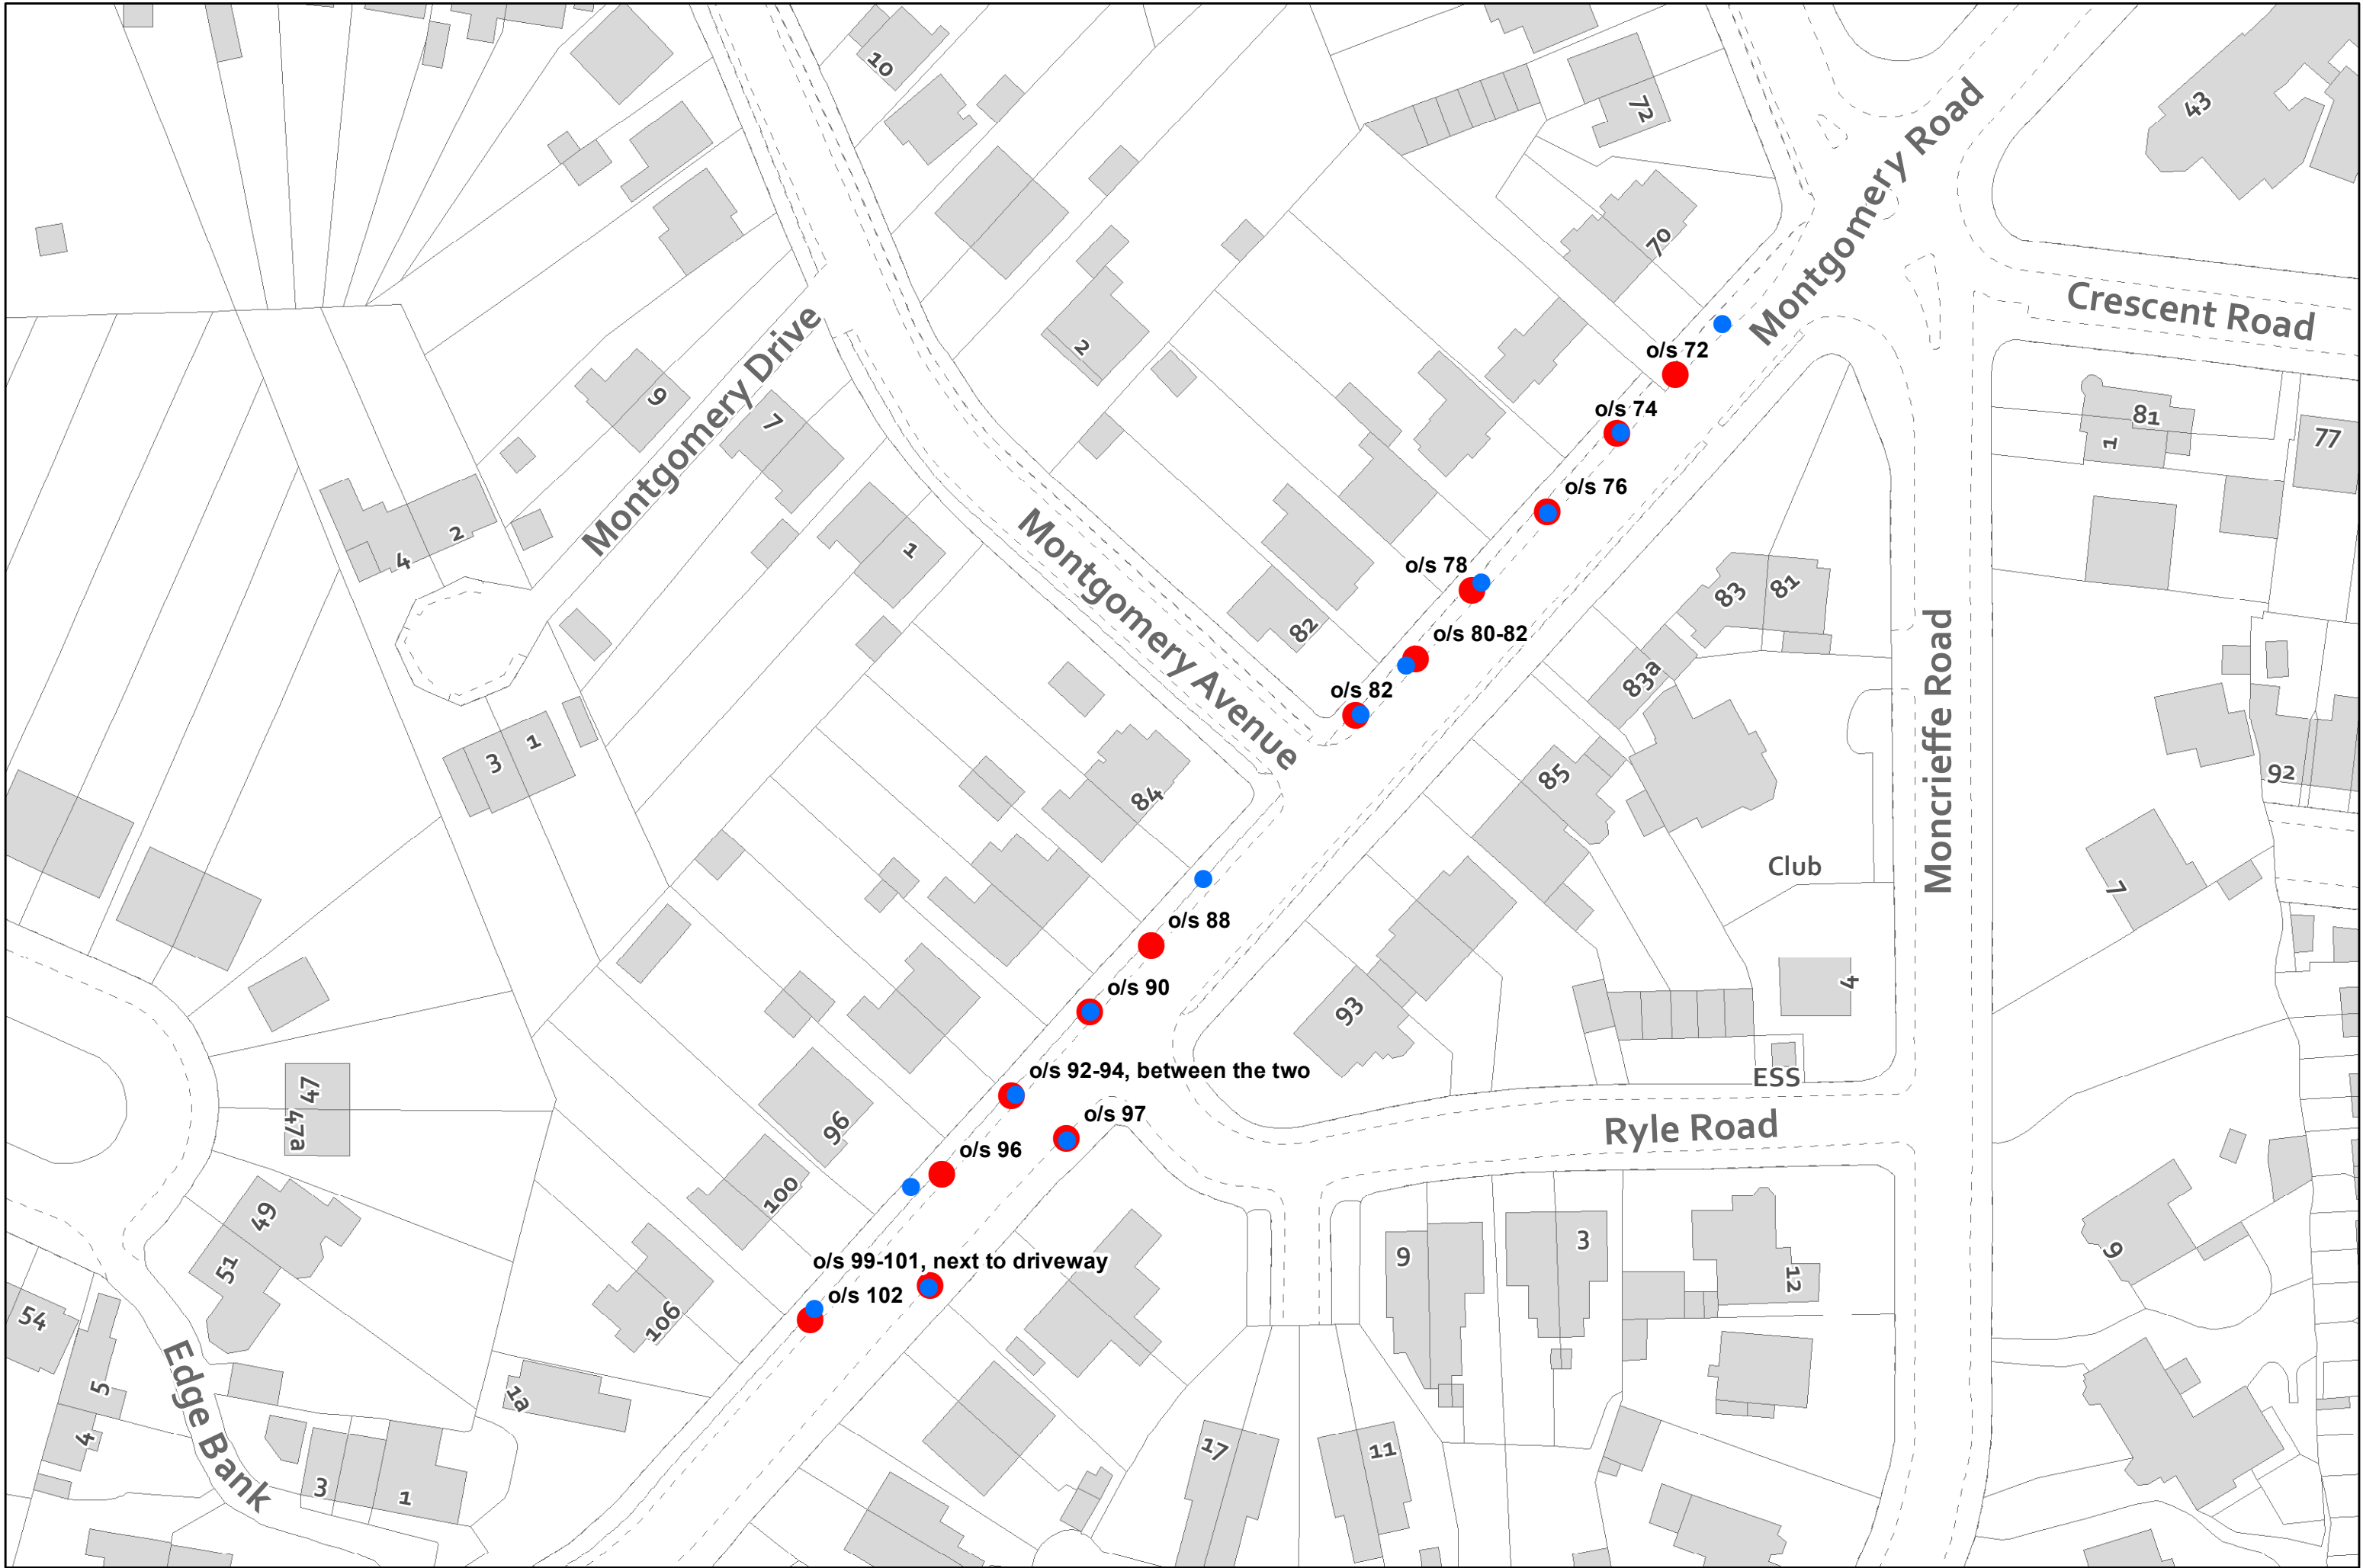 10
72
43
Montgomery Road
70
Crescent Road
Montgomery Drive
2
o/s 72
9
7
o/s 74
81
1
77
o/s 76
2
4
1
Montgomery Avenue
o/s 78
83
81
82
o/s 80-82
83a
o/s 82
Moncrieffe Road
3
1
84
85
92
Club
7
o/s 88
o/s 90
93
4
ESS
47
47a
o/s 92-94, between the two
96
o/s 97
Ryle Road
o/s 96
100
49
51
9
3
12
9
o/s 99-101, next to driveway
o/s 102
106
54
Edge Bank
5
1a
4
17
11
3
1